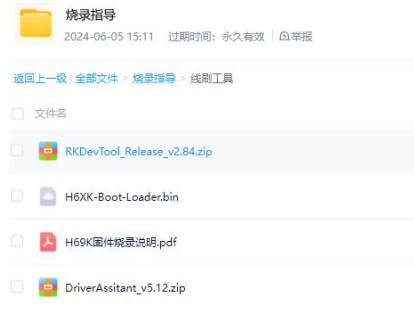 烧录指导
2024-06-05 15:11 过期时间：永久有效 举报
返回上一级 | 全部文件 > 烧录指导 > 线刷工具
文件名
RKDevTool_Release_v2.84.zip
H6XK-Boot-Loader.bin
H69K固件烧录说明.pdf
DriverAssitant_v5.12.zip